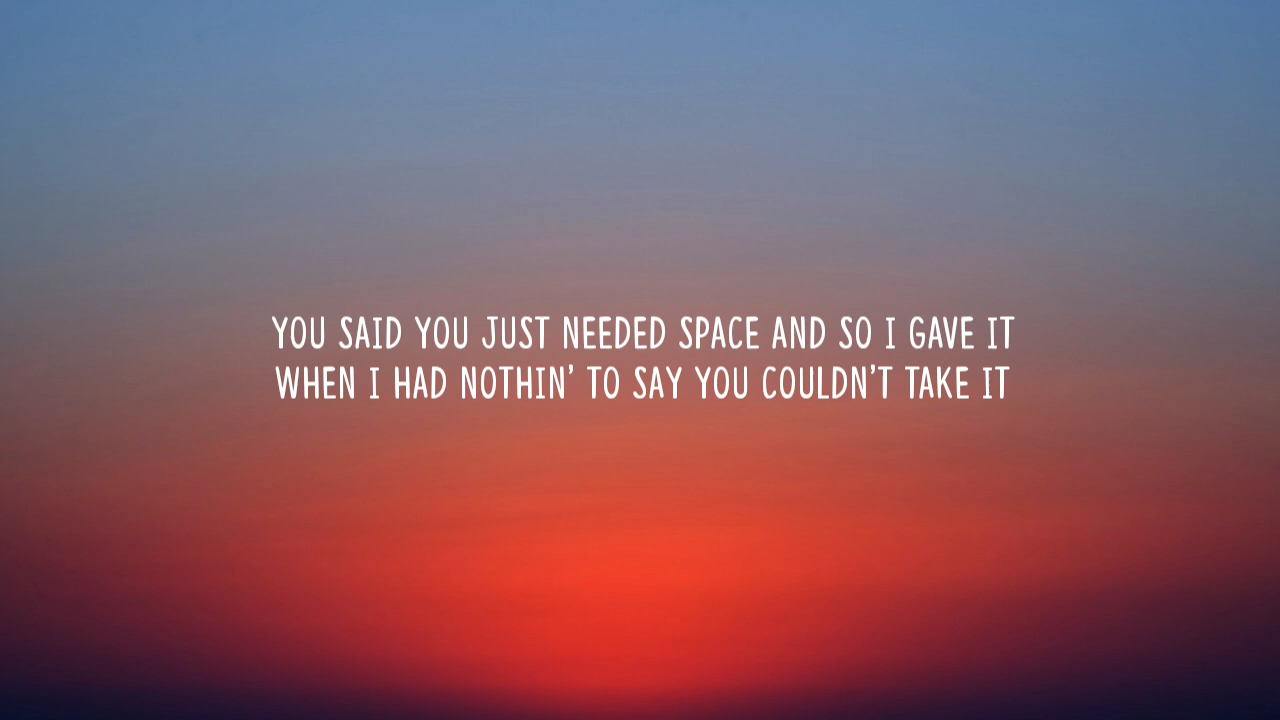 YOU SAID YOU JUST NEEDED SPACE AND SO I GAVE IT
WHEN I HAD NOTHIN' TO SAY YOU COULDN'T TAKE IT